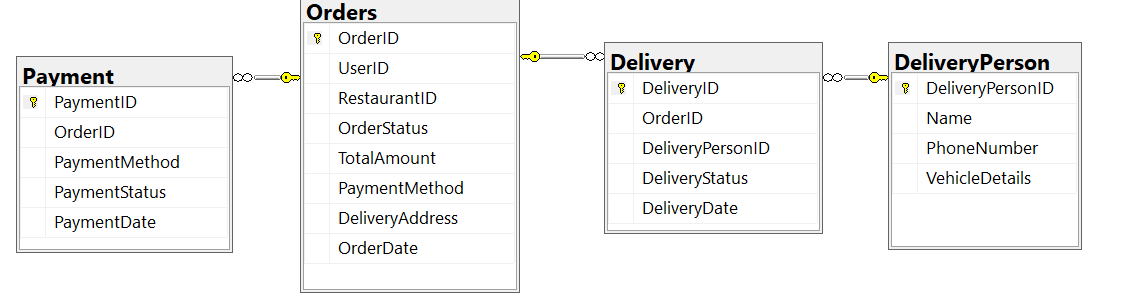 Payment
PaymentID
OrderID
PaymentMethod
PaymentStatus
PaymentDate
Orders
OrderID
UserID
RestaurantID
OrderStatus
TotalAmount
PaymentMethod
DeliveryAddress
OrderDate
Delivery
DeliveryID
OrderID
DeliveryPersonID
DeliveryStatus
DeliveryDate
DeliveryPerson
DeliveryPersonID
Name
PhoneNumber
VehicleDetails